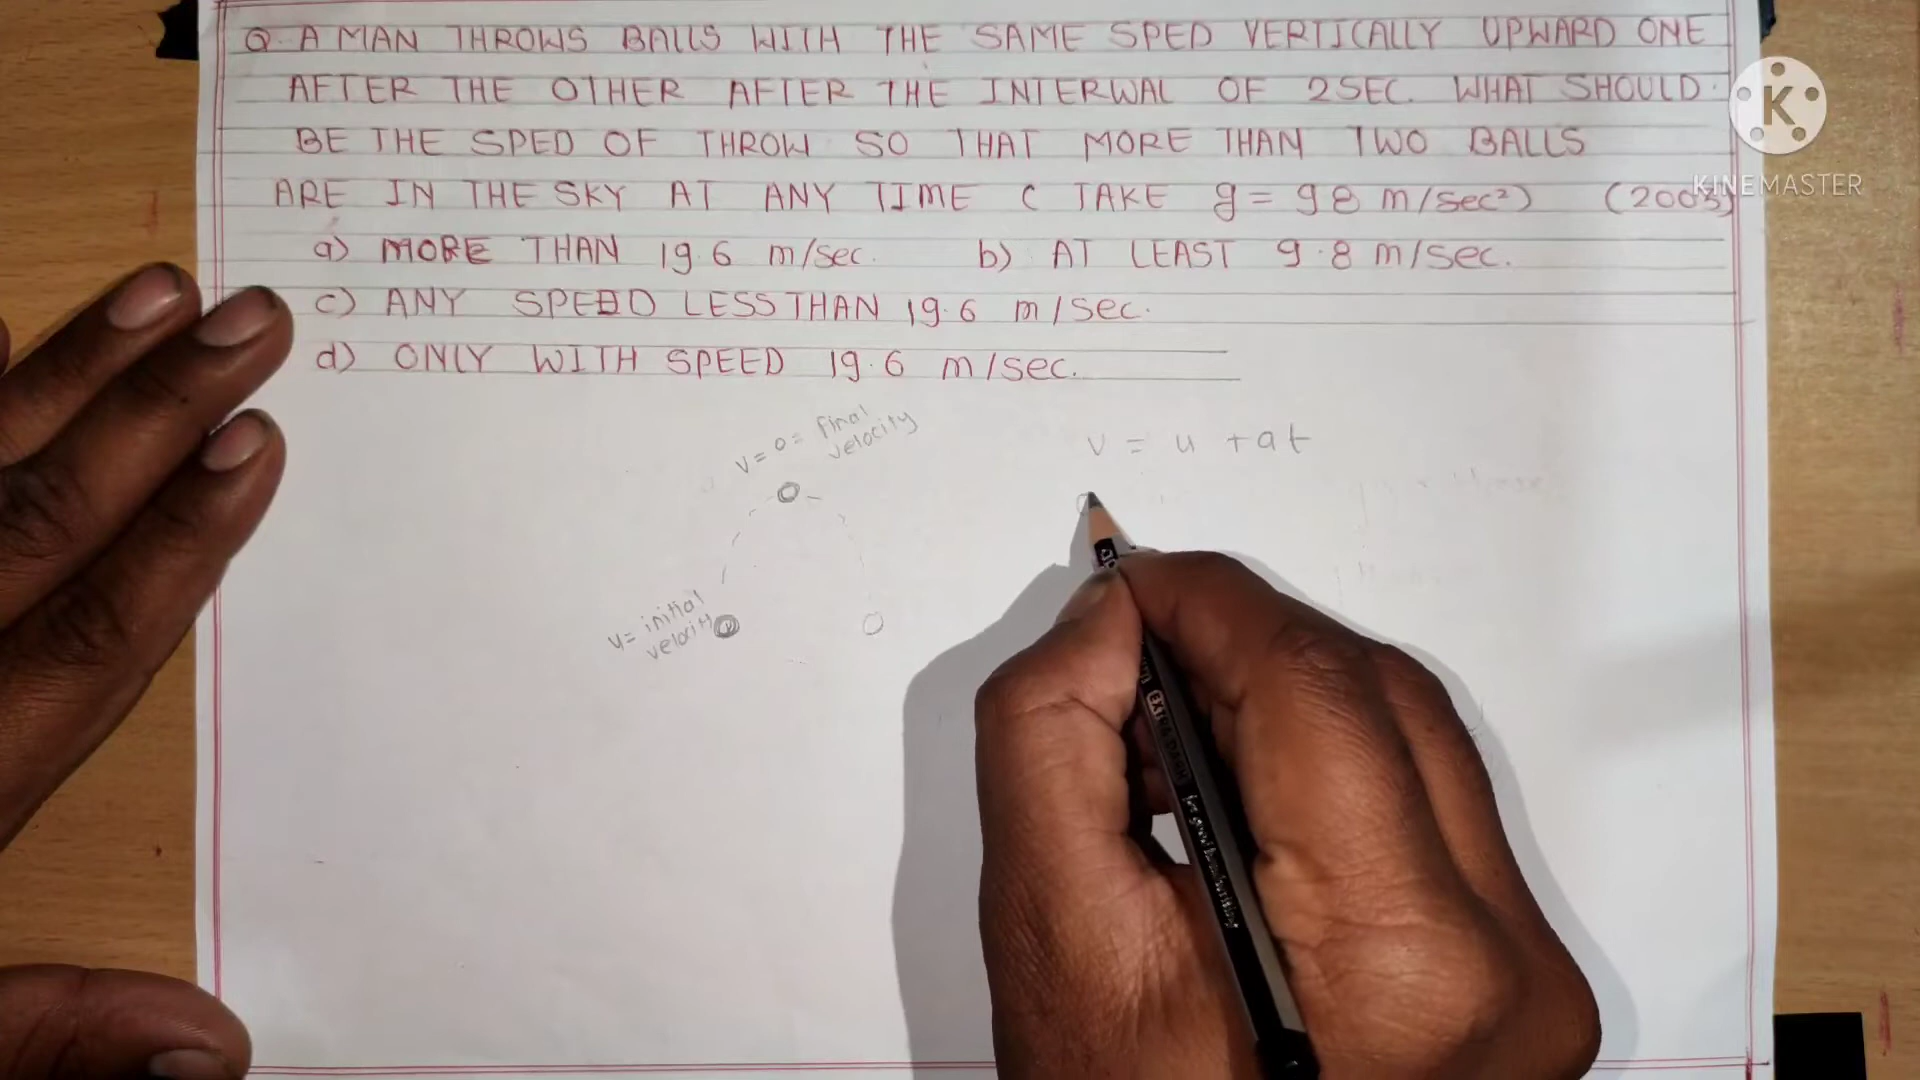 Q. A MAN THROWS BALLS WITH THE SAME SPED VERTICALLY UPWARD ONE
AFTER THE OTHER AFTER THE INTERWAL OF 2SEC. WHAT SHOULD
BE THE SPED OF THROW SO THAT MORE THAN TWO BALLS
ARE IN THE SKY AT ANY TIME ( TAKE g = 98 m/sec²) (2003)
a) MORE THAN 19.6 m/sec. b) AT LEAST 9.8 m/sec.
c) ANY SPEED LESS THAN 19.6 m/sec.
d) ONLY WITH SPEED 19.6 m/sec.
V=0= final
velocity
V = u + at
u= initial
velocity
K
KINEMASTER